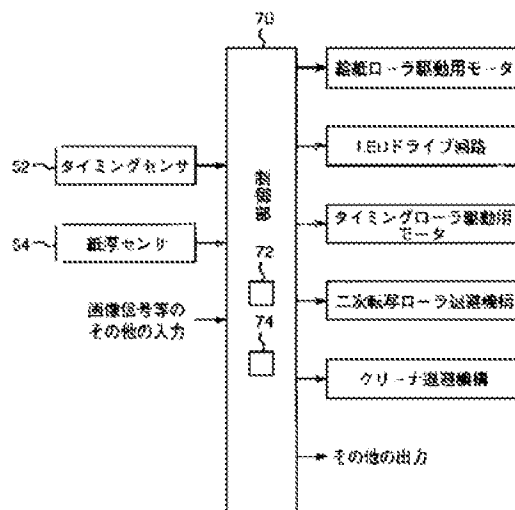 70
給紙ローラ駆動用モータ
LEDドライブ回路
52
タイミングセンサ
制御部
タイミングローラ駆動用
モータ
54
紙厚センサ
72
二次転写ローラ退避機構
画像信号等の
その他の入力
74
クリーナ退避機構
その他の出力